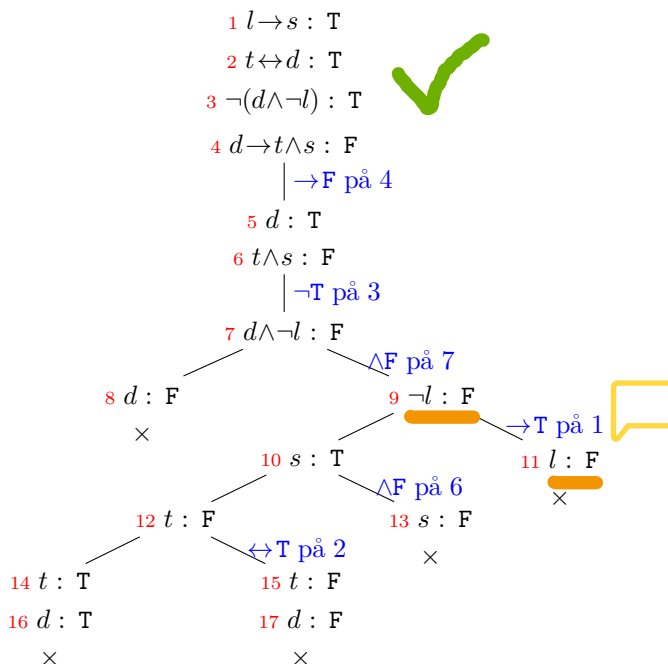 1 l→s : T
2 t↔d : T
3 ¬(d∧¬l) : T
4 d→t∧s : F
→F på 4
5 d : T
6 t∧s : F
¬T på 3
7 d∧¬l : F
∧F på 7
8 d : F
9 ¬l : F
×
→T på 1
10 s : T
11 l : F
∧F på 6
×
12 t : F
13 s : F
↔T på 2
×
14 t : T
15 t : F
16 d : T
17 d : F
×
×